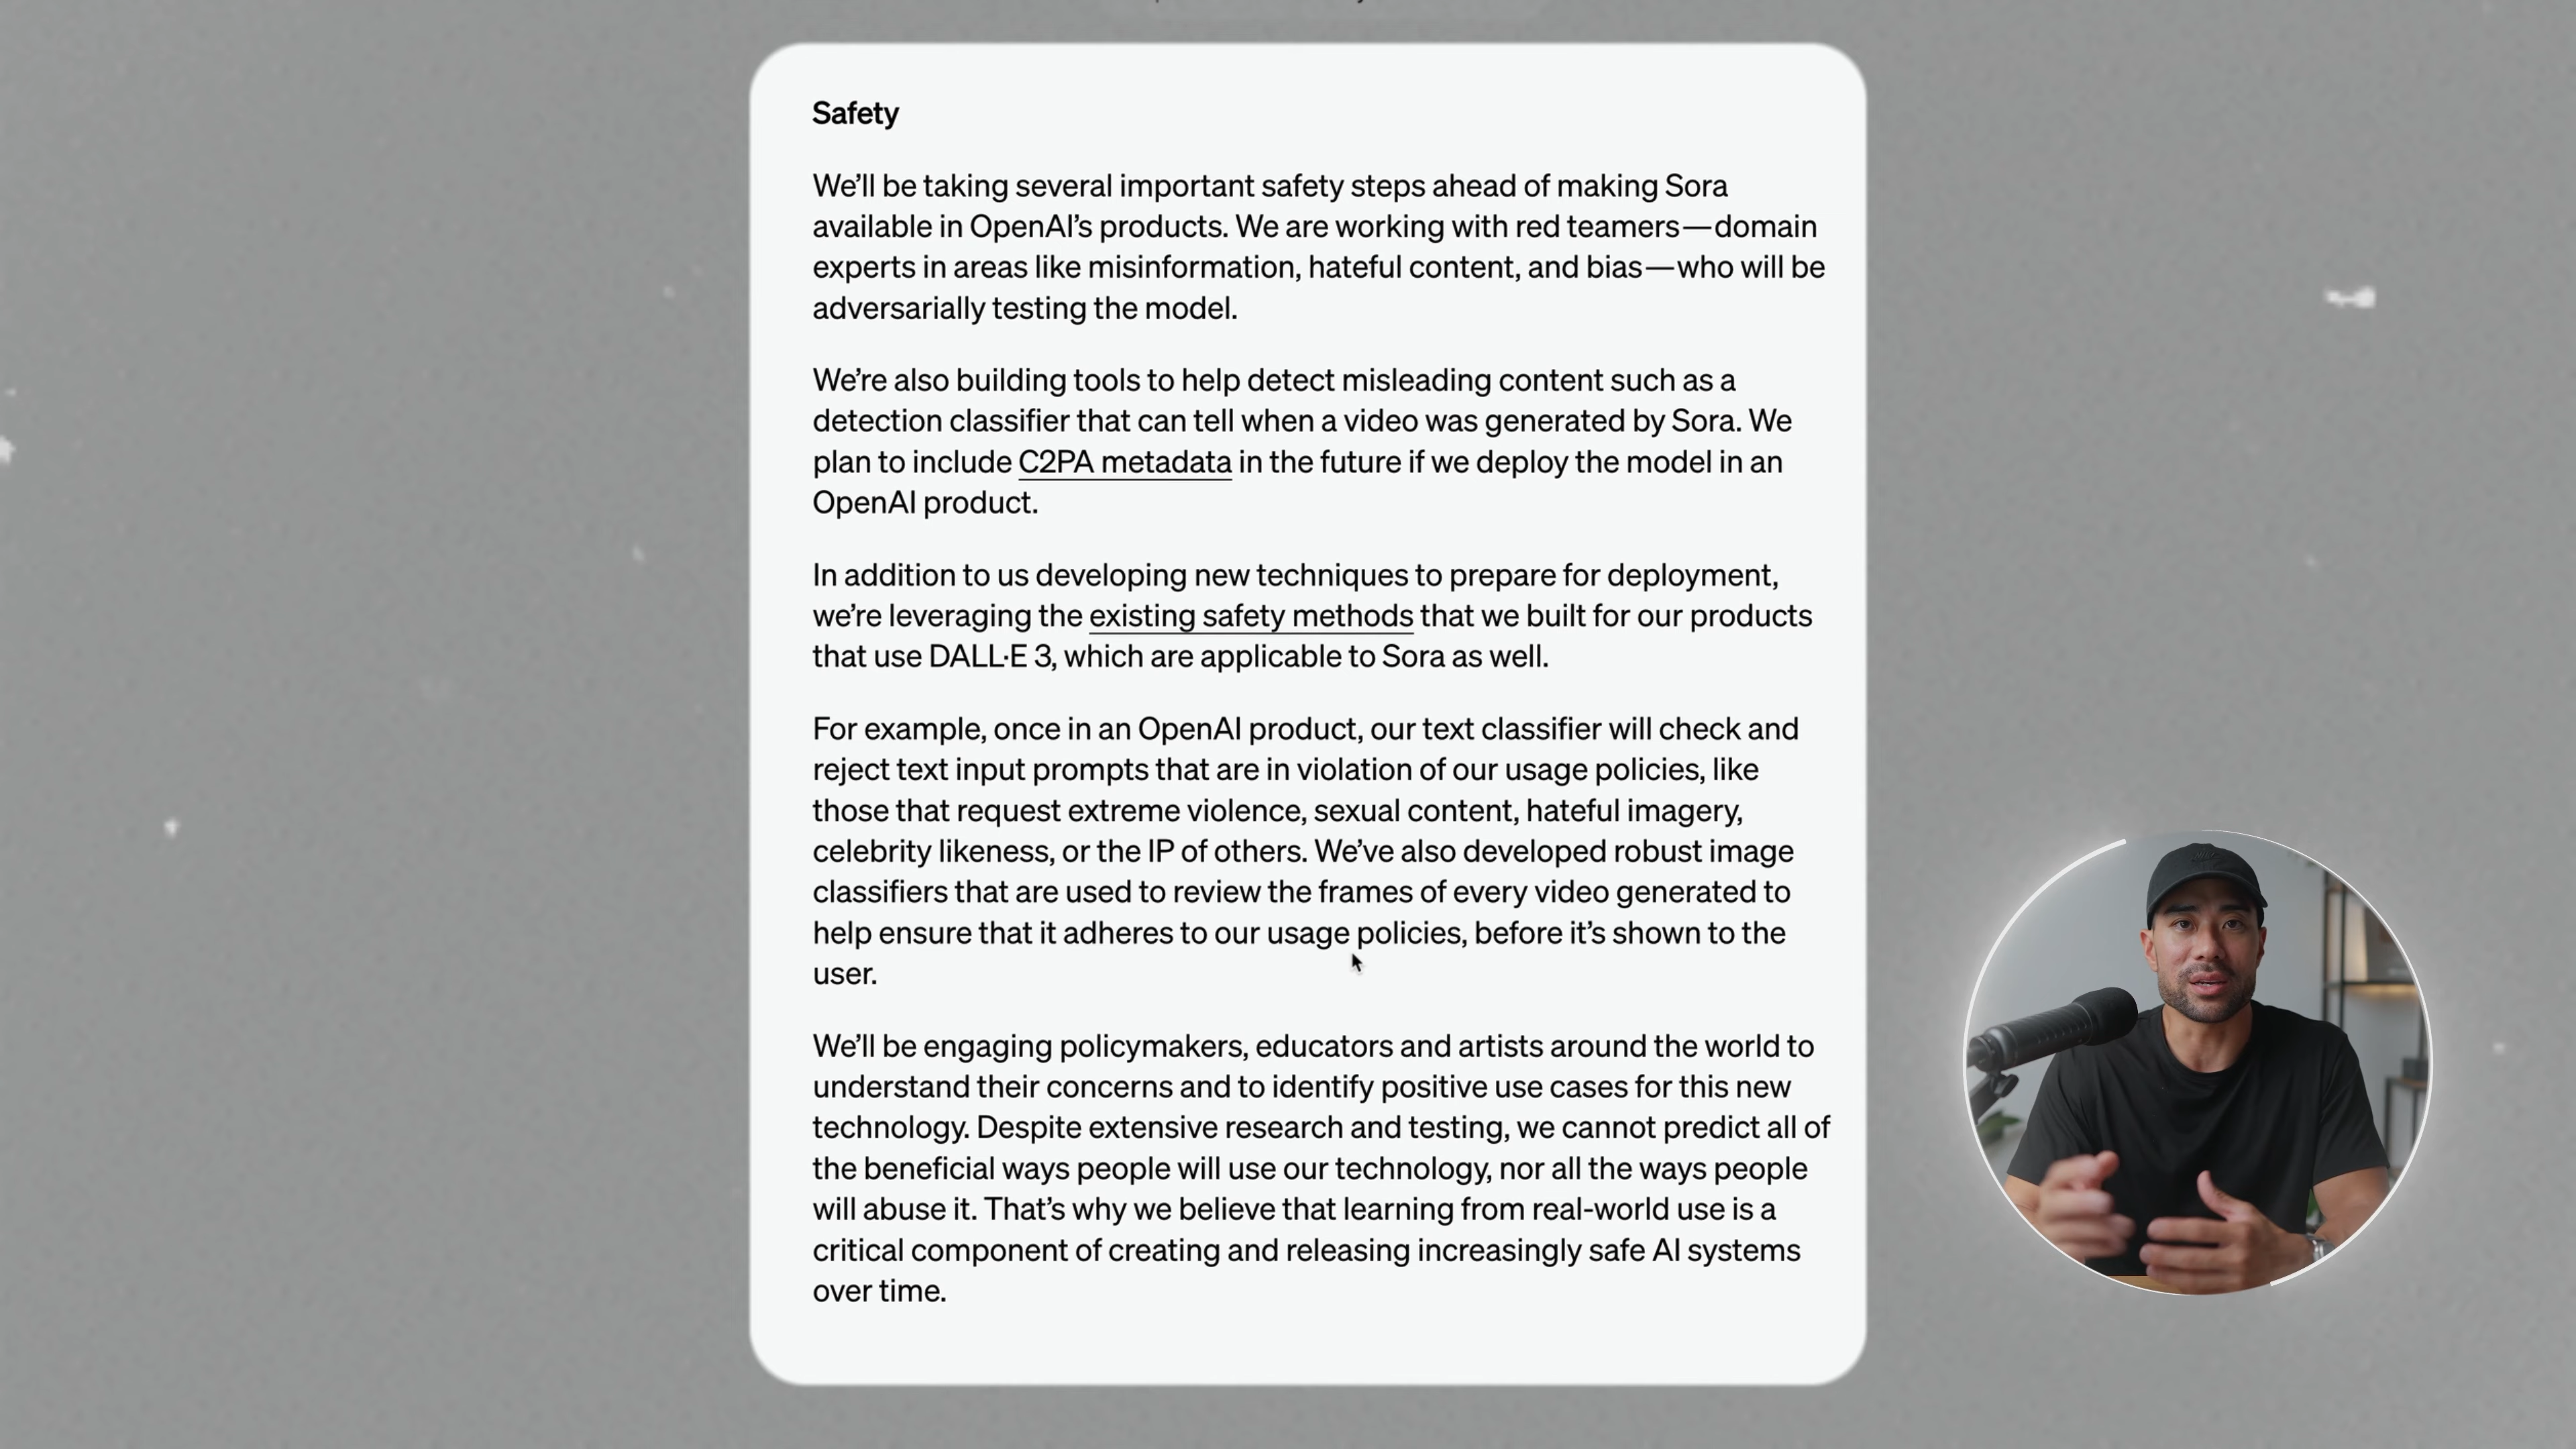 Safety
We’ll be taking several important safety steps ahead of making Sora
available in OpenAI’s products. We are working with red teamers—domain
experts in areas like misinformation, hateful content, and bias—who will be
adversarially testing the model.
We’re also building tools to help detect misleading content such as a
detection classifier that can tell when a video was generated by Sora. We
plan to include C2PA metadata in the future if we deploy the model in an
OpenAI product.
In addition to us developing new techniques to prepare for deployment,
we’re leveraging the existing safety methods that we built for our products
that use DALL·E 3, which are applicable to Sora as well.
For example, once in an OpenAI product, our text classifier will check and
reject text input prompts that are in violation of our usage policies, like
those that request extreme violence, sexual content, hateful imagery,
celebrity likeness, or the IP of others. We’ve also developed robust image
classifiers that are used to review the frames of every video generated to
help ensure that it adheres to our usage policies, before it’s shown to the
user.
We’ll be engaging policymakers, educators and artists around the world to
understand their concerns and to identify positive use cases for this new
technology. Despite extensive research and testing, we cannot predict all of
the beneficial ways people will use our technology, nor all the ways people
will abuse it. That’s why we believe that learning from real-world use is a
critical component of creating and releasing increasingly safe AI systems
over time.